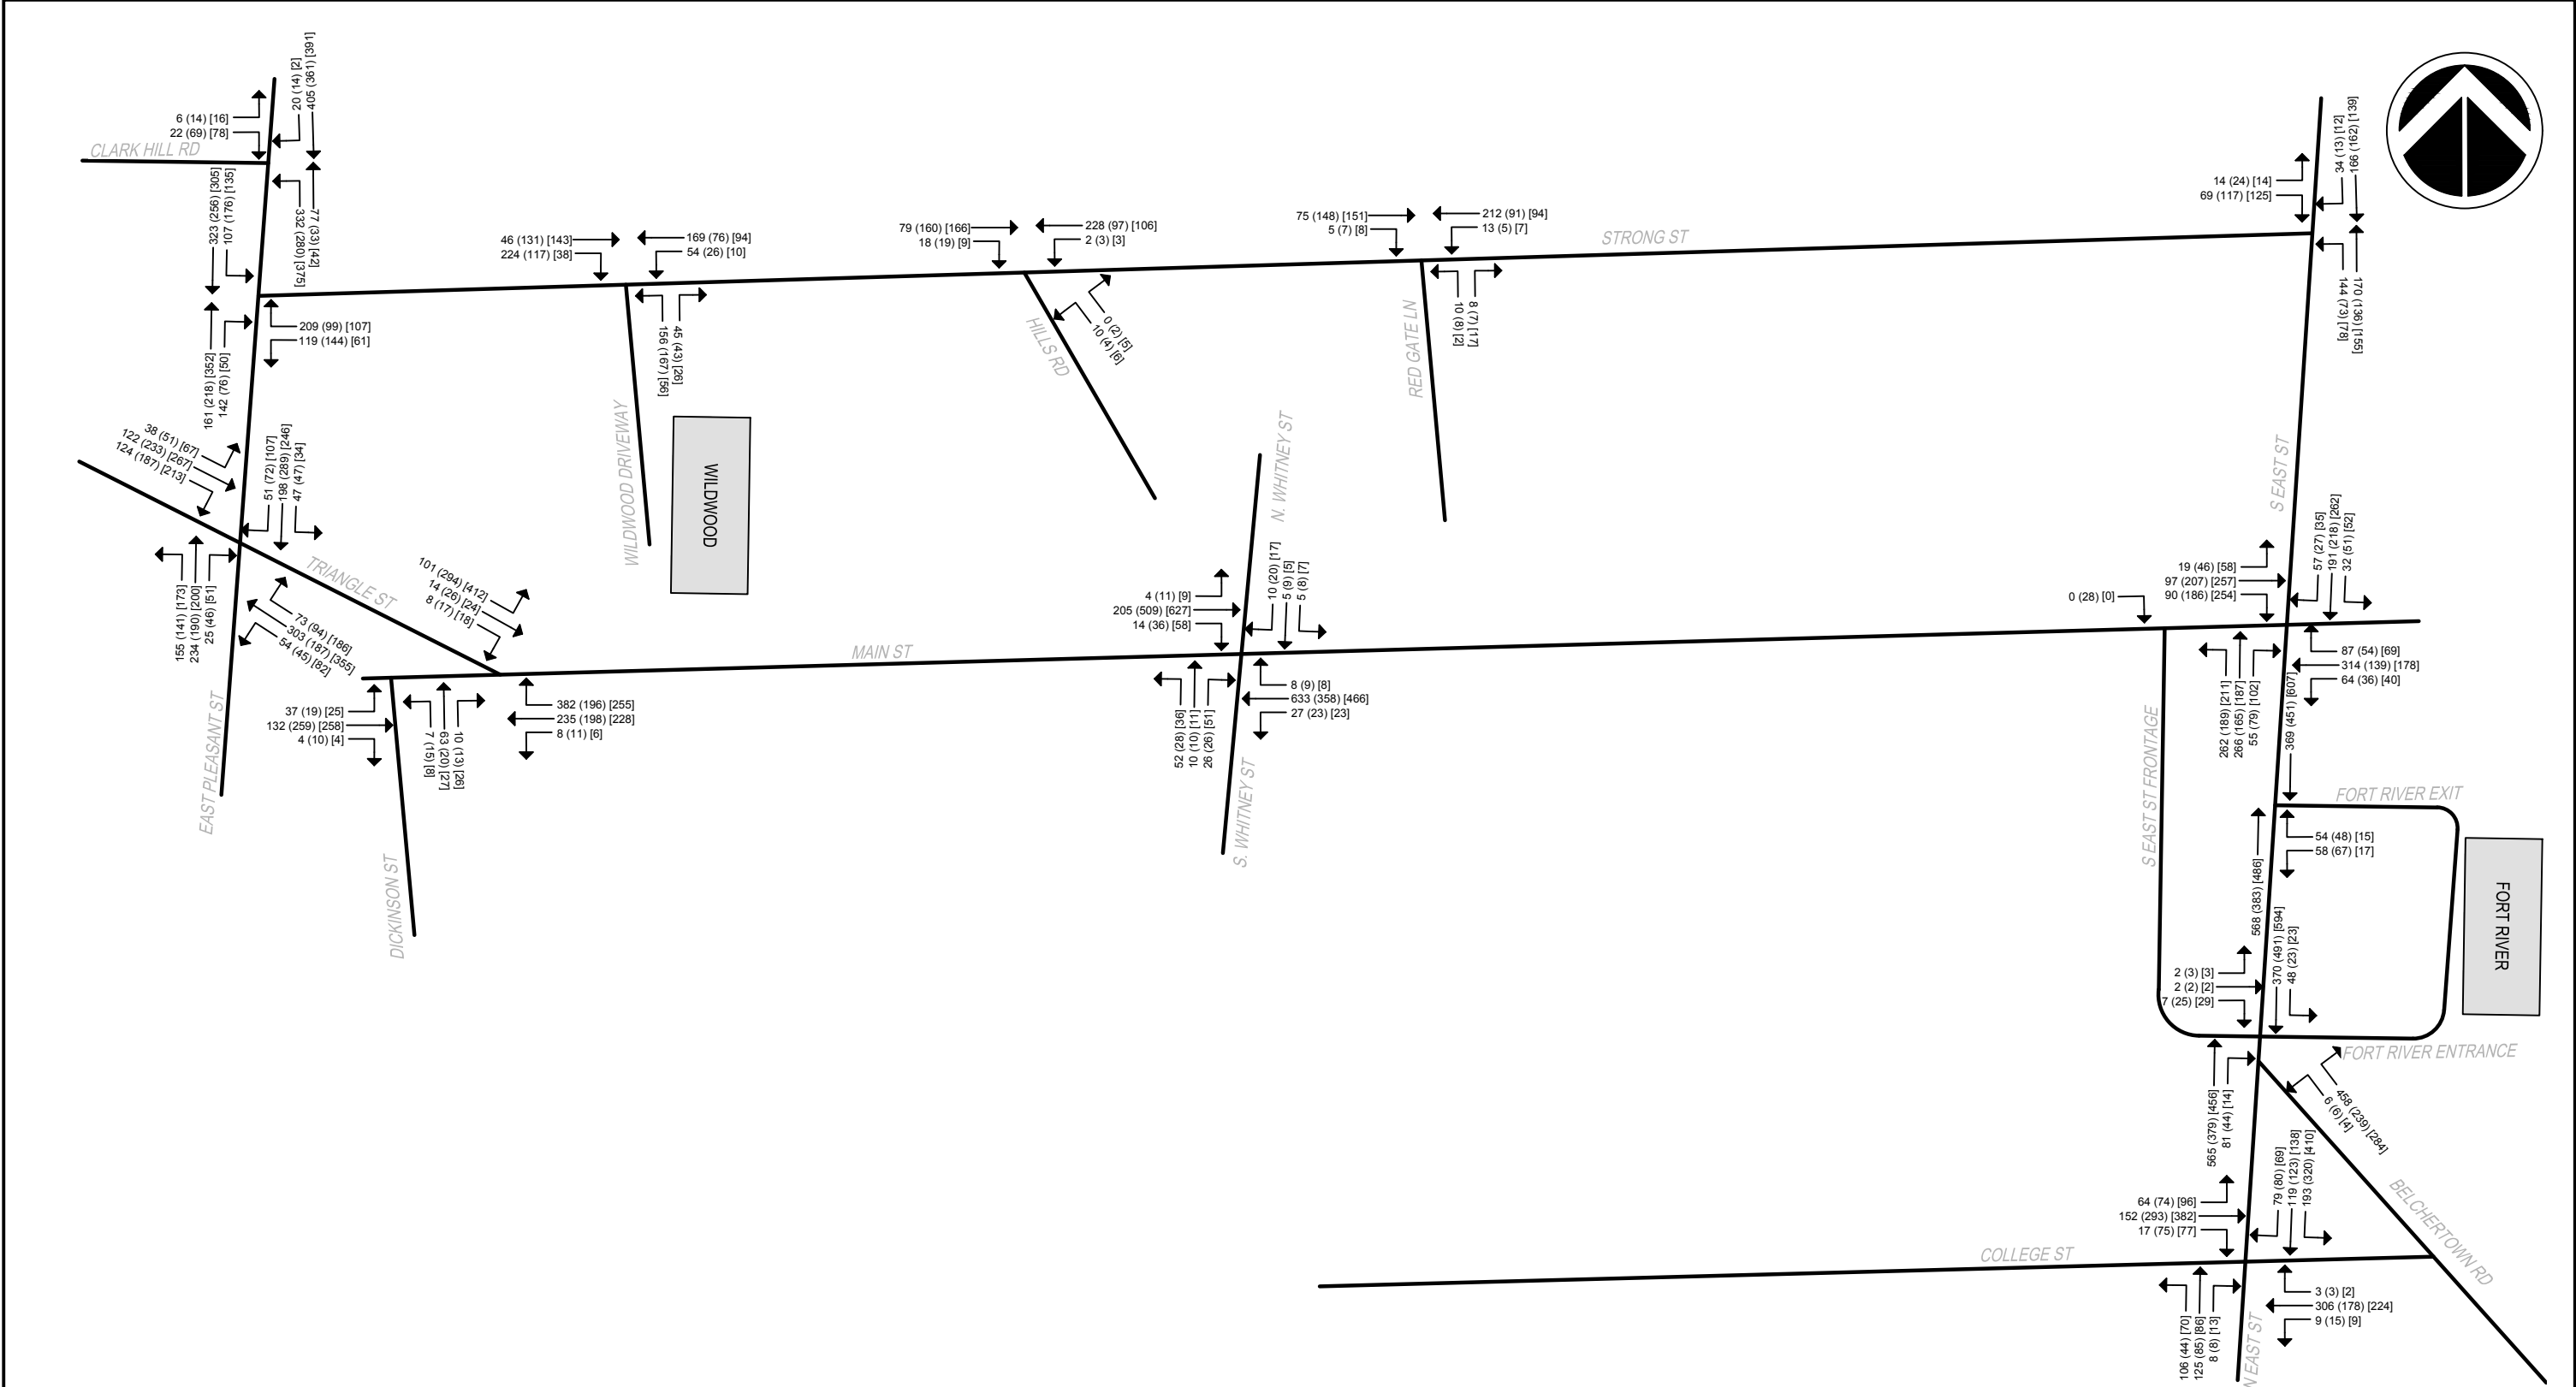 20 (14) [2]
405 (361) [391]
6 (14) [16]
22 (69) [78]
CLARK HILL RD
323 (256) [305]
107 (176) [135]
332 (280) [375]
77 (33) [42]
161 (218) [352]
142 (76) [50]
209 (99) [107]
119 (144) [61]
46 (131) [143]
224 (117) [38]
169 (76) [94]
54 (26) [10]
156 (167) [56]
45 (43) [26]
WILDWOOD DRIVEWAY
WILDWOOD
79 (160) [166]
18 (19) [9]
228 (97) [106]
2 (3) [3]
0 (2) [5]
10 (4) [6]
HILLS RD
75 (148) [151]
5 (7) [8]
212 (91) [94]
13 (5) [7]
10 (8) [2]
8 (7) [17]
RED GATE LN
STRONG ST
14 (24) [14]
69 (117) [125]
34 (13) [12]
166 (162) [139]
144 (73) [78]
170 (136) [155]
S EAST ST
38 (51) [67]
122 (233) [267]
124 (187) [213]
51 (72) [107]
198 (289) [246]
47 (47) [34]
155 (141) [173]
234 (190) [200]
25 (46) [51]
73 (94) [186]
303 (187) [355]
54 (45) [82]
TRIANGLE ST
EAST PLEASANT ST
101 (294) [412]
14 (26) [24]
8 (17) [18]
37 (19) [25]
132 (259) [258]
4 (10) [4]
7 (15) [8]
63 (20) [27]
10 (13) [26]
382 (196) [255]
235 (198) [228]
8 (11) [6]
DICKINSON ST
MAIN ST
N. WHITNEY ST
4 (11) [9]
205 (509) [627]
14 (36) [58]
10 (20) [17]
5 (9) [5]
5 (8) [7]
52 (28) [36]
10 (10) [11]
26 (26) [51]
8 (9) [8]
633 (358) [466]
27 (23) [23]
S. WHITNEY ST
0 (28) [0]
19 (46) [58]
97 (207) [257]
90 (186) [254]
57 (27) [35]
191 (218) [262]
32 (51) [52]
262 (189) [211]
266 (165) [187]
55 (79) [102]
87 (54) [69]
314 (139) [178]
64 (36) [40]
369 (451) [607]
S EAST ST FRONTAGE
FORT RIVER EXIT
54 (48) [15]
58 (67) [17]
FORT RIVER
568 (383) [486]
370 (491) [594]
48 (23) [23]
2 (3) [3]
2 (2) [2]
7 (25) [29]
FORT RIVER ENTRANCE
565 (379) [456]
81 (44) [14]
458 (239) [284]
6 (6) [4]
BELCHERTOWN RD
64 (74) [96]
152 (293) [382]
17 (75) [77]
79 (80) [69]
119 (123) [138]
193 (320) [410]
COLLEGE ST
106 (44) [70]
125 (85) [86]
8 (8) [13]
3 (3) [2]
306 (178) [224]
9 (15) [9]
N EAST ST